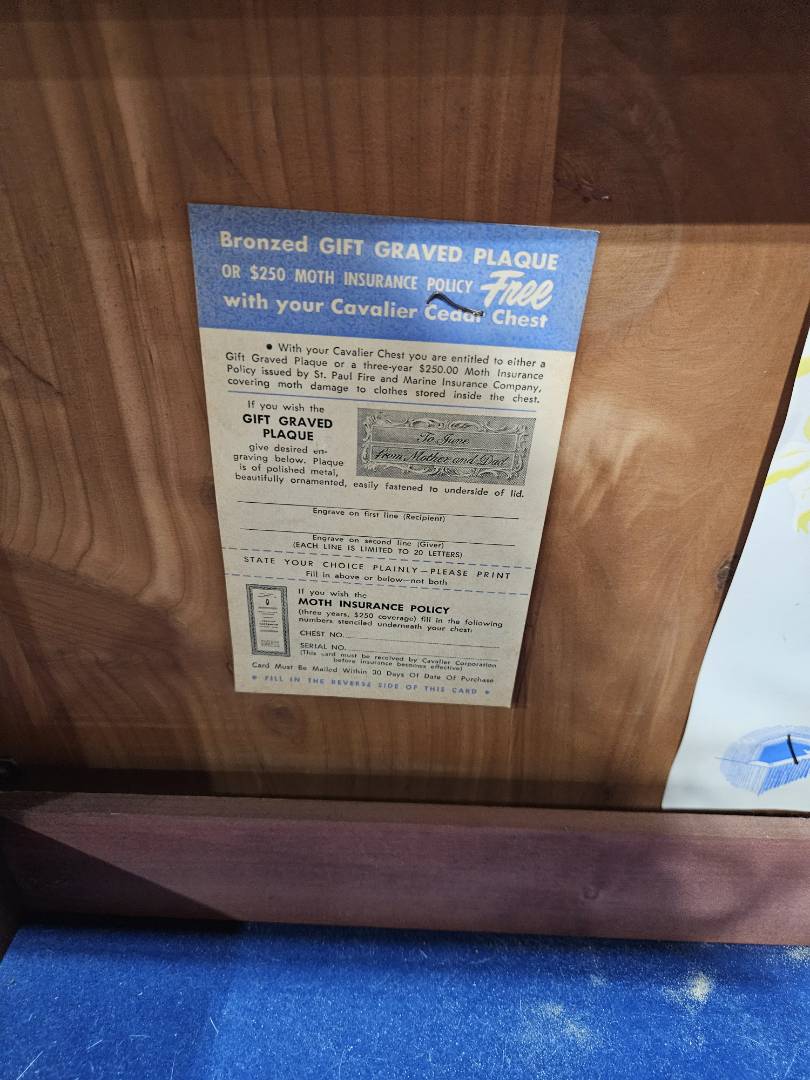 Bronzed GIFT GRAVED PLAQUE
OR $250 MOTH INSURANCE POLICY Free
with your Cavalier Cedar Chest
• With your Cavalier Chest you are entitled to either a
Gift Graved Plaque or a three-year $250.00 Moth Insurance
Policy issued by St. Paul Fire and Marine Insurance Company,
covering moth damage to clothes stored inside the chest.
If you wish the
GIFT GRAVED
PLAQUE
give desired en-
graving below. Plaque
is of polished metal,
beautifully ornamented, easily fastened to underside of lid.
To June
from Mother and Dad
Engrave on first line (Recipient)
Engrave on second line (Giver)
(EACH LINE IS LIMITED TO 20 LETTERS)
STATE YOUR CHOICE PLAINLY—PLEASE PRINT
Fill in above or below—not both
If you wish the
MOTH INSURANCE POLICY
(three years, $250 coverage) fill in the following
numbers stenciled underneath your chest:
CHEST NO.
SERIAL NO.
(This card must be received by Cavalier Corporation
before insurance becomes effective)
Card Must Be Mailed Within 30 Days Of Date Of Purchase
* FILL IN THE REVERSE SIDE OF THIS CARD *